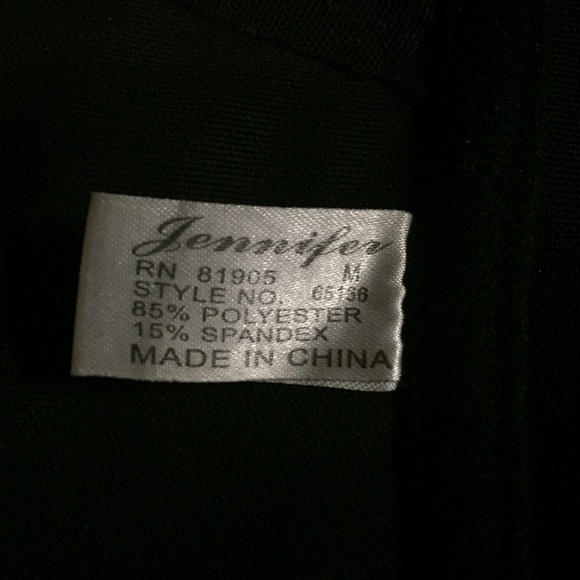 Jennifer
RN 81905 M
STYLE NO. 65136
85% POLYESTER
15% SPANDEX
MADE IN CHINA